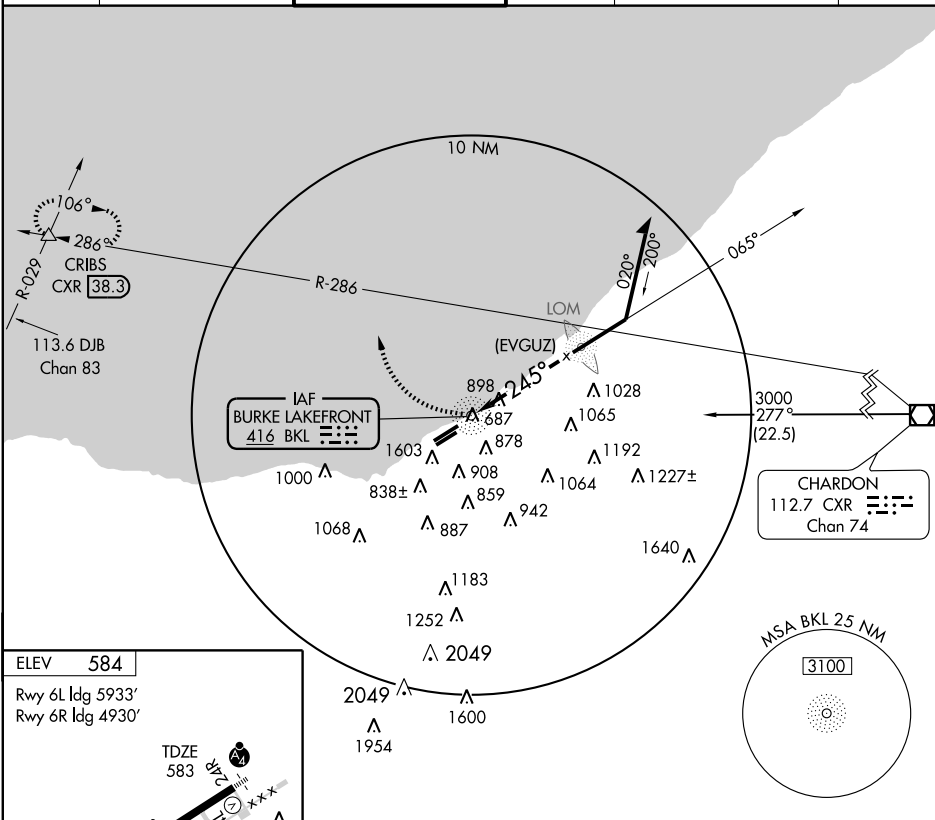 10 NM
106°
286°
CRIBS
CXR 38.3
R-029
113.6 DJB
Chan 83
R-286
020°
200°
065°
LOM
(EVGUZ)
245°
IAF
BURKE LAKEFRONT
416 BKL
898
687
1028
1065
3000
277°
(22.5)
1603
878
1192
1000
908
1064
1227±
838±
859
CHARDON
112.7 CXR
Chan 74
1068
887
942
1640
1183
1252
2049
2049
1600
1954
MSA BKL 25 NM
3100
ELEV 584
Rwy 6L ldg 5933′
Rwy 6R ldg 4930′
TDZE
583
A4
24R